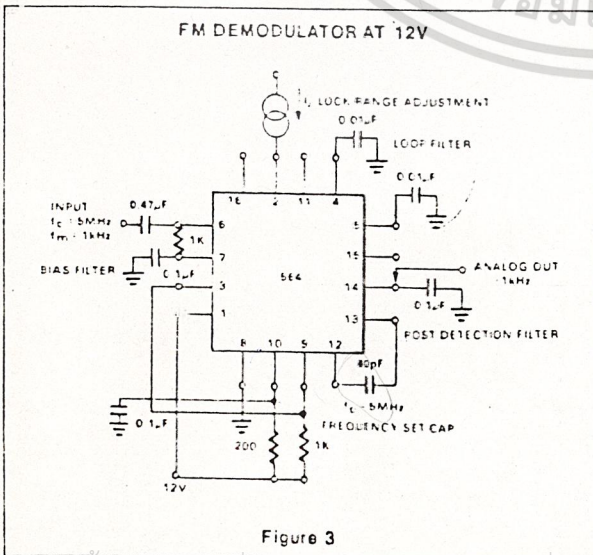 FM DEMODULATOR AT 12V
I₂ LOCK RANGE ADJUSTMENT
0.01µF
LOOP FILTER
0.01µF
16
2
11
4
INPUT
0.47µF
fc = 5MHz
fm = 1kHz
6
5
1K
7
15
BIAS FILTER
0.1µF
564
14
ANALOG OUT
1kHz
3
0.1µF
1
13
POST DETECTION FILTER
8
10
9
12
80pF
fc = 5MHz
FREQUENCY SET CAP
0.1µF
200
1K
12V
Figure 3